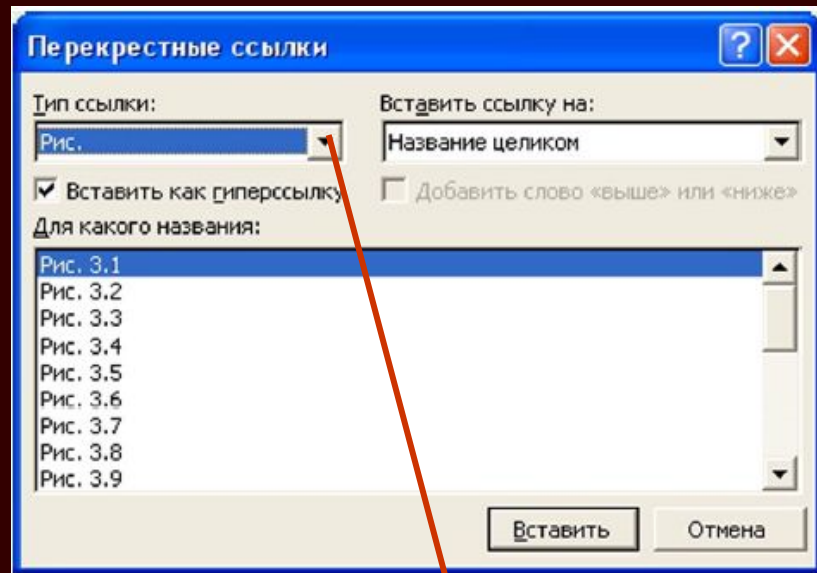 Перекрестные ссылки
Тип ссылки:
Вставить ссылку на:
Рис.
Название целиком
Вставить как гиперссылку
Добавить слово «выше» или «ниже»
Для какого названия:
Рис. 3.1
Рис. 3.2
Рис. 3.3
Рис. 3.4
Рис. 3.5
Рис. 3.6
Рис. 3.7
Рис. 3.8
Рис. 3.9
Вставить
Отмена